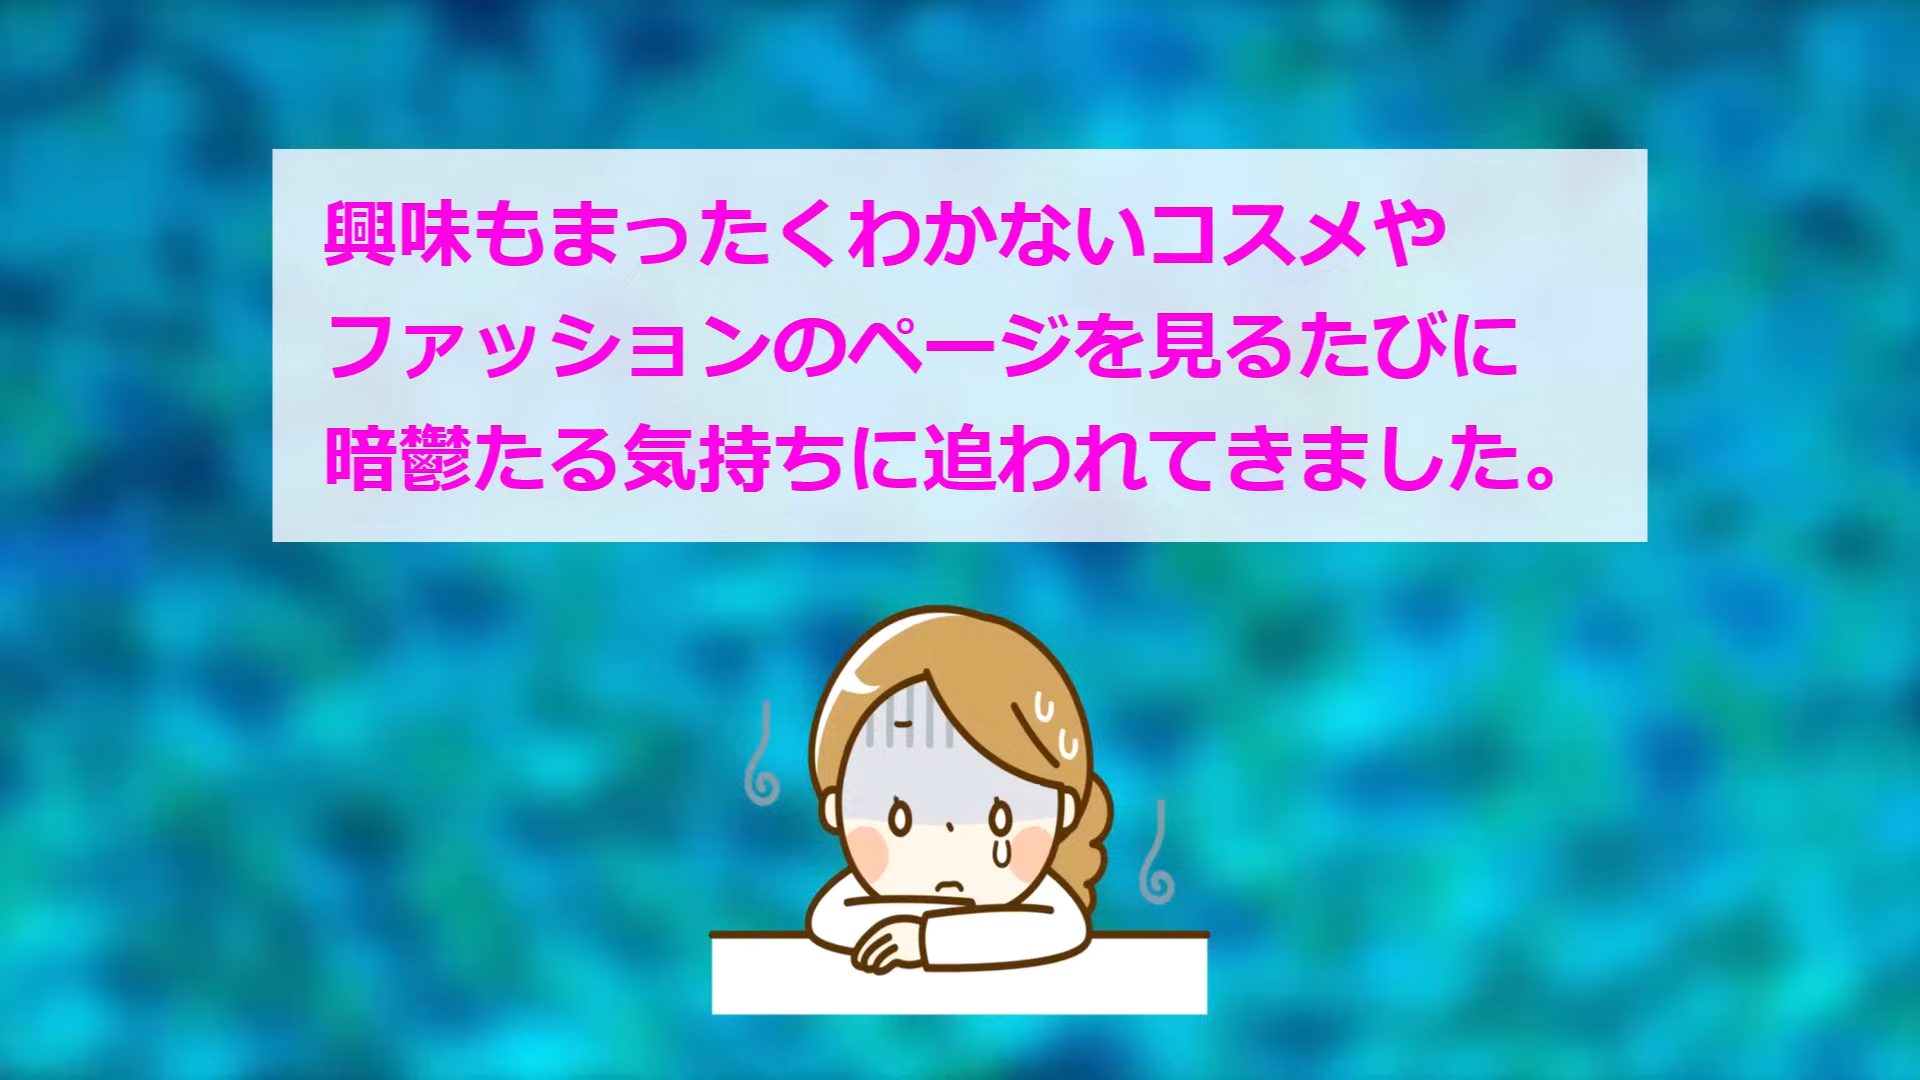 興味もまったくわかないコスメや
ファッションのページを見るたびに
暗鬱たる気持ちに追われてきました。